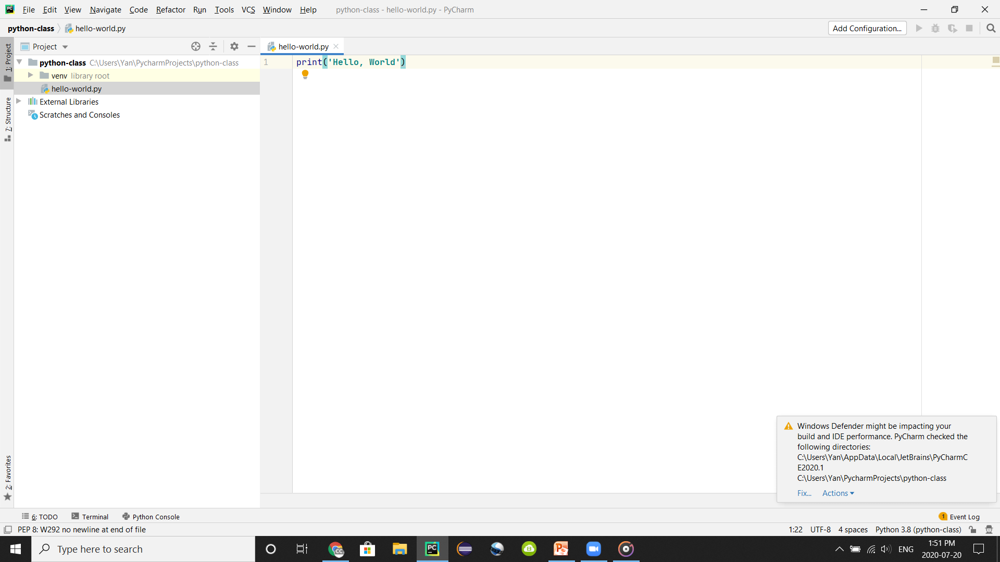 File Edit View Navigate Code Refactor Run Tools VCS Window Help python-class - hello-world.py - PyCharm
python-class hello-world.py Add Configuration...
1: Project
Project
hello-world.py
python-class C:\Users\Yan\PycharmProjects\python-class
venv library root
hello-world.py
External Libraries
Scratches and Consoles
7: Structure
2: Favorites
1 print('Hello, World')
Windows Defender might be impacting your
build and IDE performance. PyCharm checked the
following directories:
C:\Users\Yan\AppData\Local\JetBrains\PyCharmC
E2020.1
C:\Users\Yan\PycharmProjects\python-class
Fix... Actions
6: TODO Terminal Python Console 1 Event Log
PEP 8: W292 no newline at end of file 1:22 UTF-8 4 spaces Python 3.8 (python-class)
Type here to search ENG 1:51 PM
2020-07-20